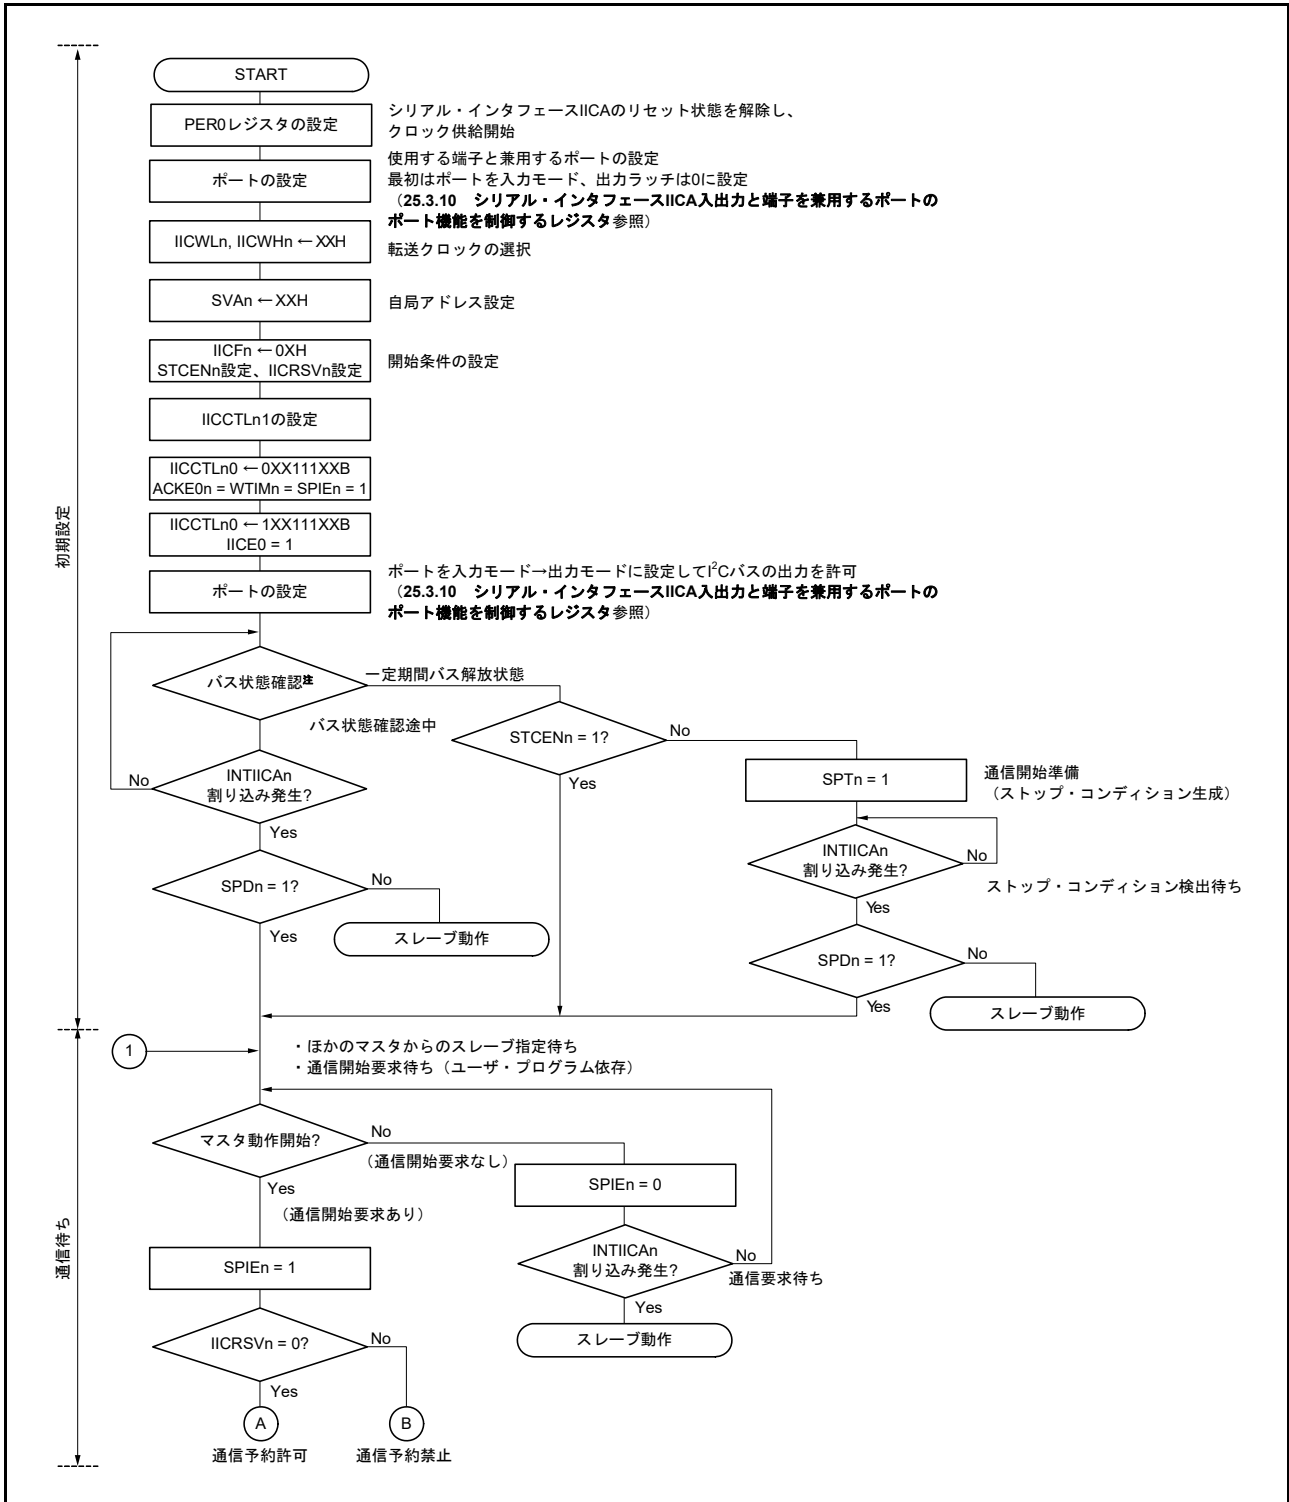 START
PER0レジスタの設定
シリアル・インタフェースIICAのリセット状態を解除し、
クロック供給開始
ポートの設定
使用する端子と兼用するポートの設定
最初はポートを入力モード、出力ラッチは0に設定
（25.3.10　シリアル・インタフェースIICA入出力と端子を兼用するポートの
ポート機能を制御するレジスタ参照）
IICWLn, IICWHn ← XXH
転送クロックの選択
SVAn ← XXH
自局アドレス設定
IICFn ← 0XH
STCENn設定、IICRSVn設定
開始条件の設定
IICCTLn1の設定
IICCTLn0 ← 0XX111XXB
ACKE0n = WTIMn = SPIEn = 1
IICCTLn0 ← 1XX111XXB
IICE0 = 1
初期設定
ポートの設定
ポートを入力モード→出力モードに設定してI²Cバスの出力を許可
（25.3.10　シリアル・インタフェースIICA入出力と端子を兼用するポートの
ポート機能を制御するレジスタ参照）
バス状態確認注
一定期間バス解放状態
バス状態確認途中
STCENn = 1?
No
Yes
SPTn = 1
通信開始準備
（ストップ・コンディション生成）
INTIICAn
割り込み発生?
No
Yes
INTIICAn
割り込み発生?
No
ストップ・コンディション検出待ち
Yes
SPDn = 1?
No
Yes
スレーブ動作
SPDn = 1?
No
Yes
スレーブ動作
1
・ほかのマスタからのスレーブ指定待ち
・通信開始要求待ち（ユーザ・プログラム依存）
マスタ動作開始?
No
（通信開始要求なし）
Yes
（通信開始要求あり）
SPIEn = 0
通信待ち
SPIEn = 1
INTIICAn
割り込み発生?
No
通信要求待ち
Yes
スレーブ動作
IICRSVn = 0?
No
Yes
A
B
通信予約許可
通信予約禁止